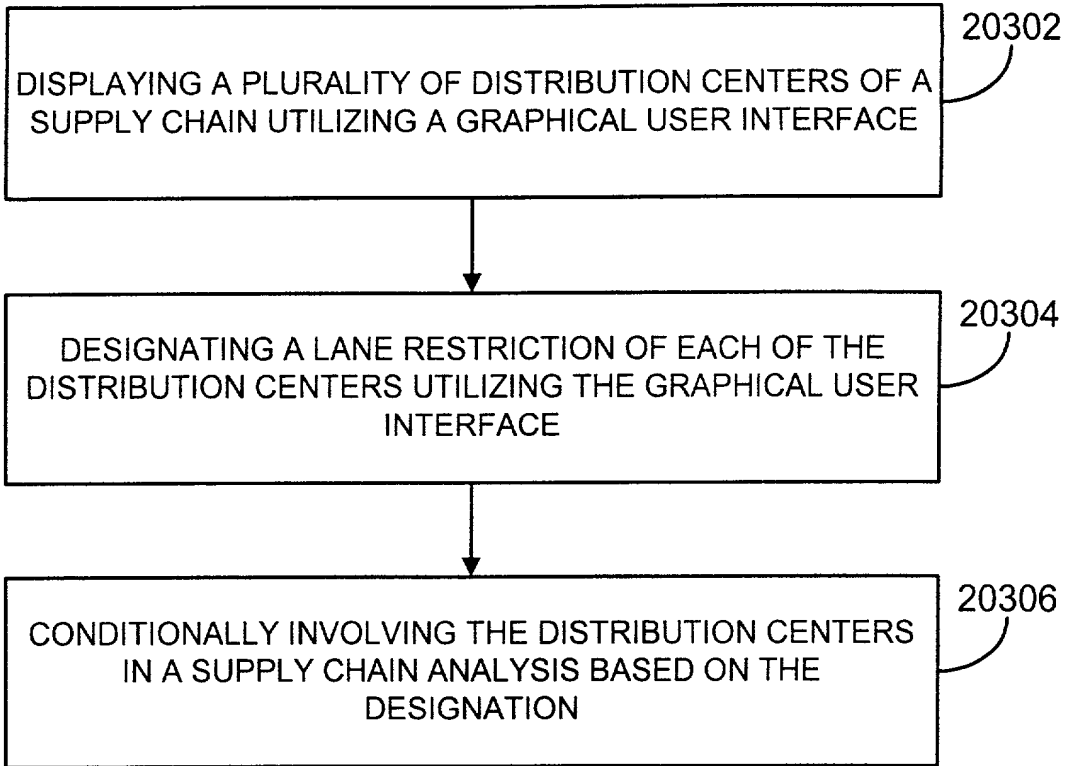 20302
DISPLAYING A PLURALITY OF DISTRIBUTION CENTERS OF A
SUPPLY CHAIN UTILIZING A GRAPHICAL USER INTERFACE
20304
DESIGNATING A LANE RESTRICTION OF EACH OF THE
DISTRIBUTION CENTERS UTILIZING THE GRAPHICAL USER
INTERFACE
20306
CONDITIONALLY INVOLVING THE DISTRIBUTION CENTERS
IN A SUPPLY CHAIN ANALYSIS BASED ON THE
DESIGNATION